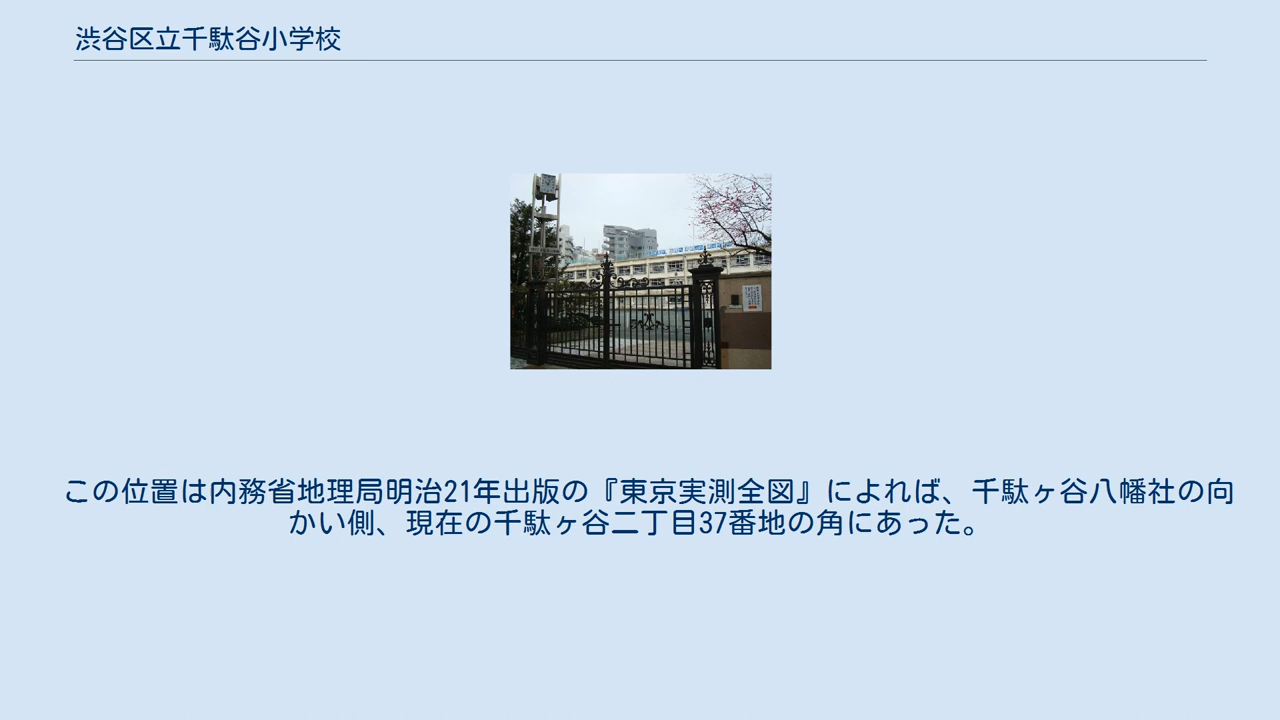 渋谷区立千駄谷小学校
この位置は内務省地理局明治21年出版の『東京実測全図』によれば、千駄ヶ谷八幡社の向
かい側、現在の千駄ヶ谷二丁目37番地の角にあった。